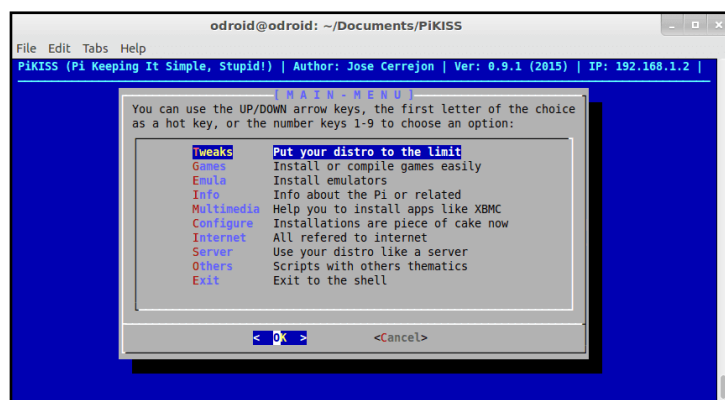 odroid@odroid: ~/Documents/PiKISS
File Edit Tabs Help
PiKISS (Pi Keeping It Simple, Stupid!) | Author: Jose Cerrejon | Ver: 0.9.1 (2015) | IP: 192.168.1.2 |
[ M A I N - M E N U ]
You can use the UP/DOWN arrow keys, the first letter of the choice
as a hot key, or the number keys 1-9 to choose an option:
Tweaks Put your distro to the limit
Games Install or compile games easily
Emula Install emulators
Info Info about the Pi or related
Multimedia Help you to install apps like XBMC
Configure Installations are piece of cake now
Internet All refered to internet
Server Use your distro like a server
Others Scripts with others thematics
Exit Exit to the shell
< OK > <Cancel>